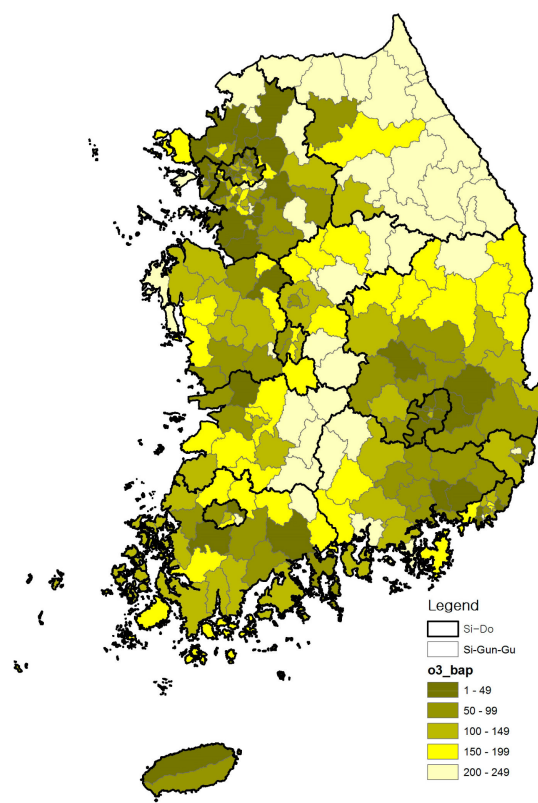 Legend
Si-Do
Si-Gun-Gu
o3_bap
1 - 49
50 - 99
100 - 149
150 - 199
200 - 249